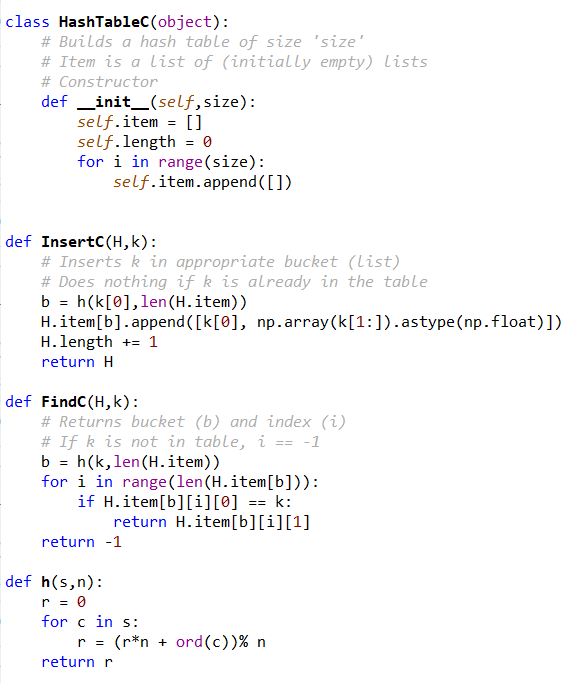 class HashTableC(object):
    # Builds a hash table of size 'size'
    # Item is a list of (initially empty) lists
    # Constructor
    def __init__(self,size):
        self.item = []
        self.length = 0
        for i in range(size):
            self.item.append([])
def InsertC(H,k):
    # Inserts k in appropriate bucket (list)
    # Does nothing if k is already in the table
    b = h(k[0],len(H.item))
    H.item[b].append([k[0], np.array(k[1:]).astype(np.float)])
    H.length += 1
    return H
def FindC(H,k):
    # Returns bucket (b) and index (i)
    # If k is not in table, i == -1
    b = h(k,len(H.item))
    for i in range(len(H.item[b])):
        if H.item[b][i][0] == k:
            return H.item[b][i][1]
    return -1
def h(s,n):
    r = 0
    for c in s:
        r = (r*n + ord(c))% n
    return r